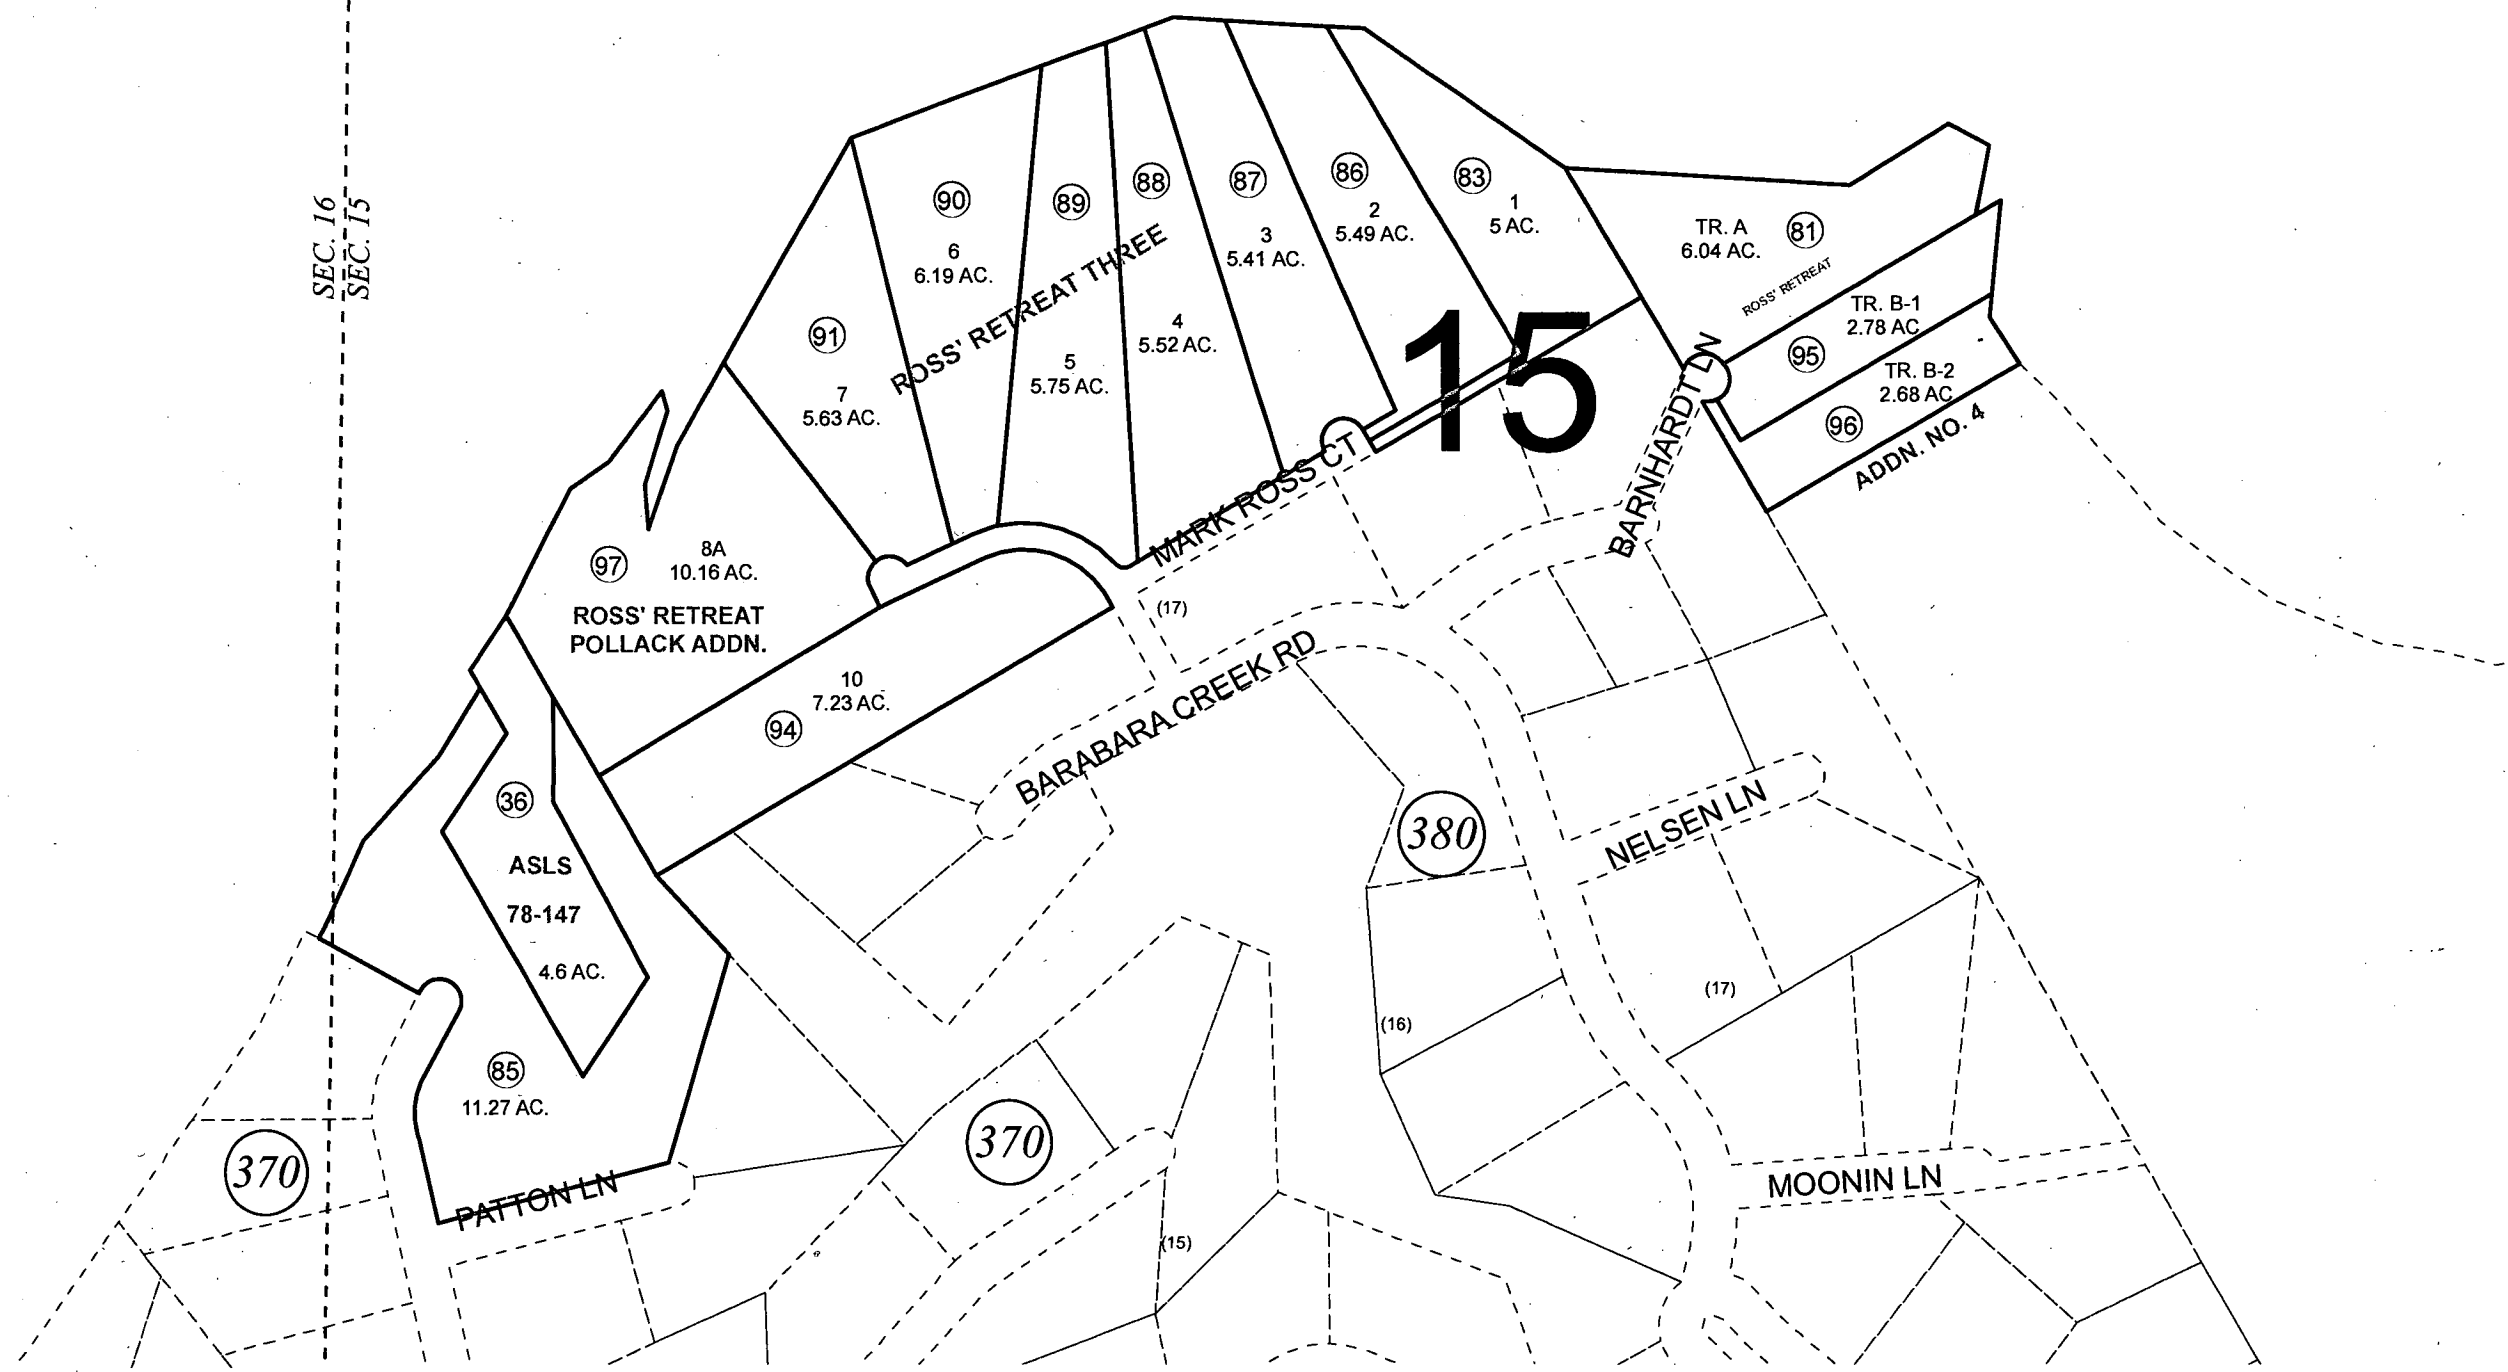 SEC. 16
SEC. 15
90
6
6.19 AC.
89
5
5.75 AC.
88
4
5.52 AC.
87
3
5.41 AC.
86
2
5.49 AC.
83
1
5 AC.
TR. A
6.04 AC.
81
ROSS' RETREAT
TR. B-1
2.78 AC
95
TR. B-2
2.68 AC
96
ADDN. NO. 4
ROSS' RETREAT THREE
91
7
5.63 AC.
15
MARK ROSS CT
BARNHARDT LN
97
8A
10.16 AC.
ROSS' RETREAT
POLLACK ADDN.
(17)
10
7.23 AC.
94
BARABARA CREEK RD
36
ASLS
78-147
4.6 AC.
380
NELSEN LN
(17)
(16)
85
11.27 AC.
370
370
PATTON LN
MOONIN LN
(15)